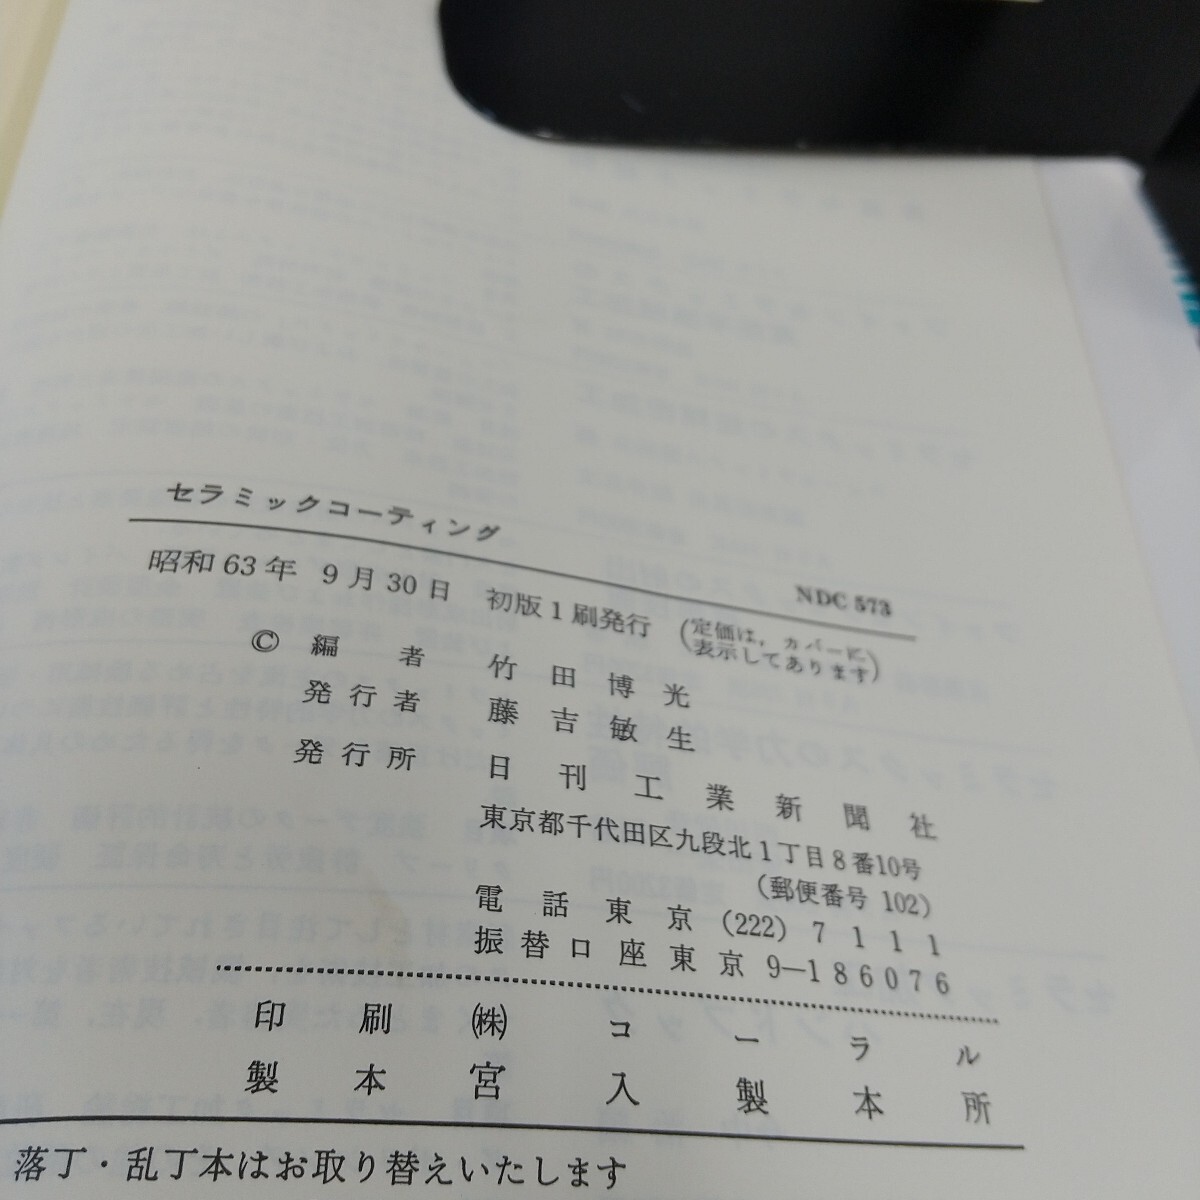 セラミックコーティング
NDC 573
昭和63年 9月30日 初版1刷発行
(定価は，カバーに
表示してあります)
© 編者 竹田博光
発行者 藤吉敏生
発行所 日刊工業新聞社
東京都千代田区九段北1丁目8番10号
(郵便番号 102)
電話東京 (222) 7111
振替口座東京 9-186076
印刷 ㈱コーラル
製本 宮入製本所
落丁・乱丁本はお取り替えいたします